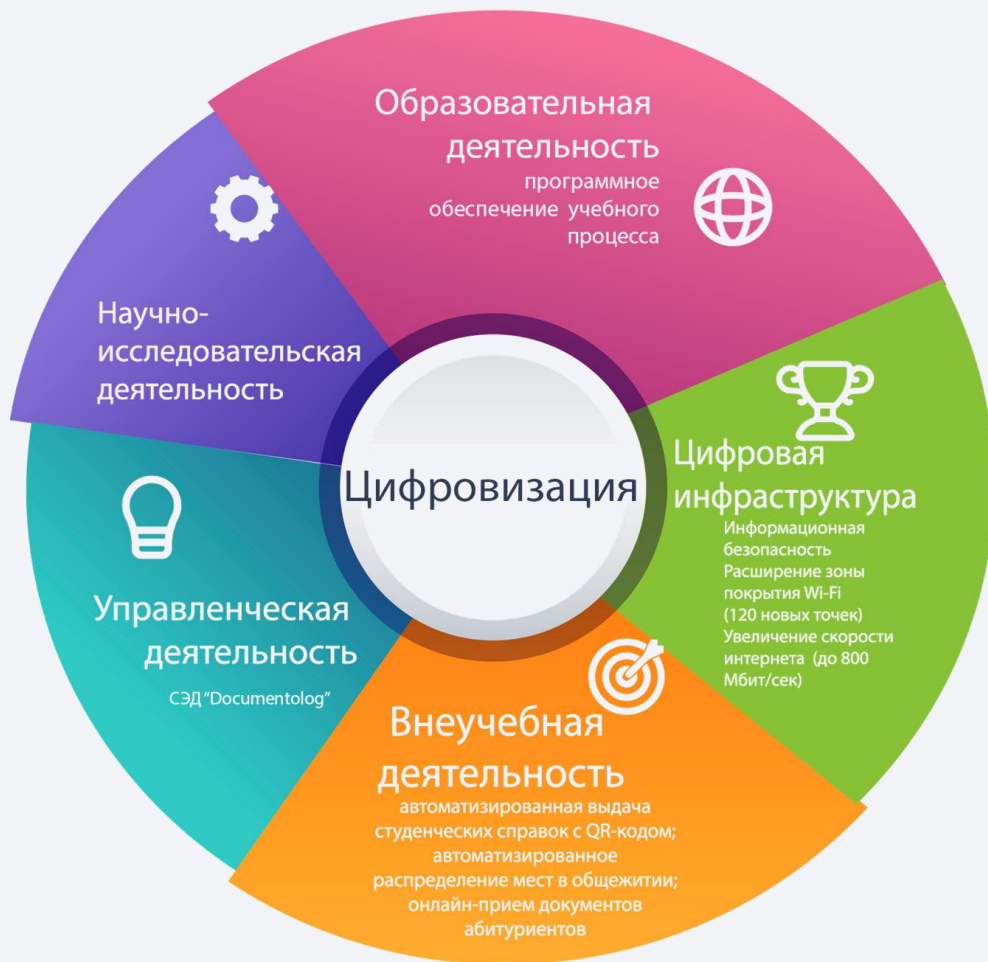 Образовательная
деятельность
программное
обеспечение учебного
процесса
Научно-
исследовательская
деятельность
Цифровизация
Цифровая
инфраструктура
Информационная
безопасность
Расширение зоны
покрытия Wi-Fi
(120 новых точек)
Увеличение скорости
интернета (до 800
Мбит/сек)
Управленческая
деятельность
СЭД "Documentolog"
Внеучебная
деятельность
автоматизированная выдача
студенческих справок с QR-кодом;
автоматизированное
распределение мест в общежитии;
онлайн-прием документов
абитуриентов